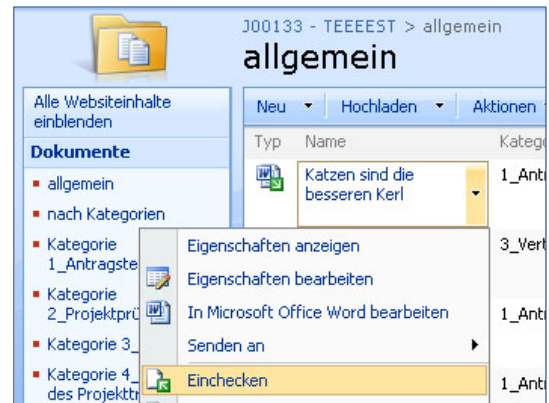 J00133 - TEEEEST > allgemein
allgemein
Alle Websiteinhalte
einblenden
Dokumente
allgemein
nach Kategorien
Kategorie
1_Antragste
Kategorie
2_Projektprü
Kategorie 3_
Kategorie 4_
des Projekttr
Neu Hochladen Aktionen
Typ Name Katego
Katzen sind die
besseren Kerl
1_Antr
3_Vert
1_Antr
1_Antr
Eigenschaften anzeigen
Eigenschaften bearbeiten
In Microsoft Office Word bearbeiten
Senden an
Einchecken